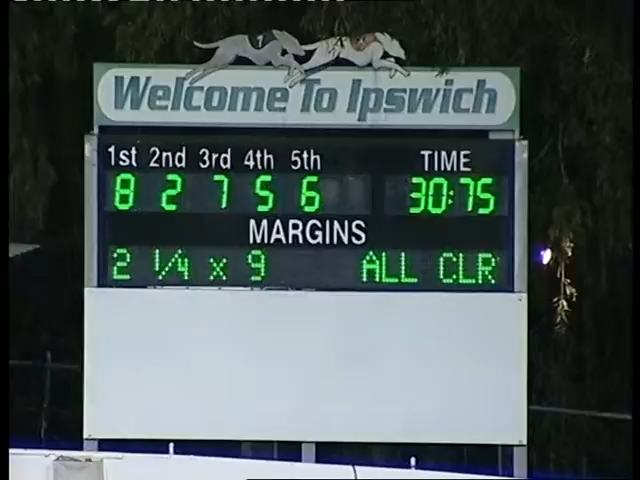 Welcome To Ipswich
1st 2nd 3rd 4th 5th TIME
8 2 7 5 6 30:75
MARGINS
2 1/4 x 9 ALL CLR